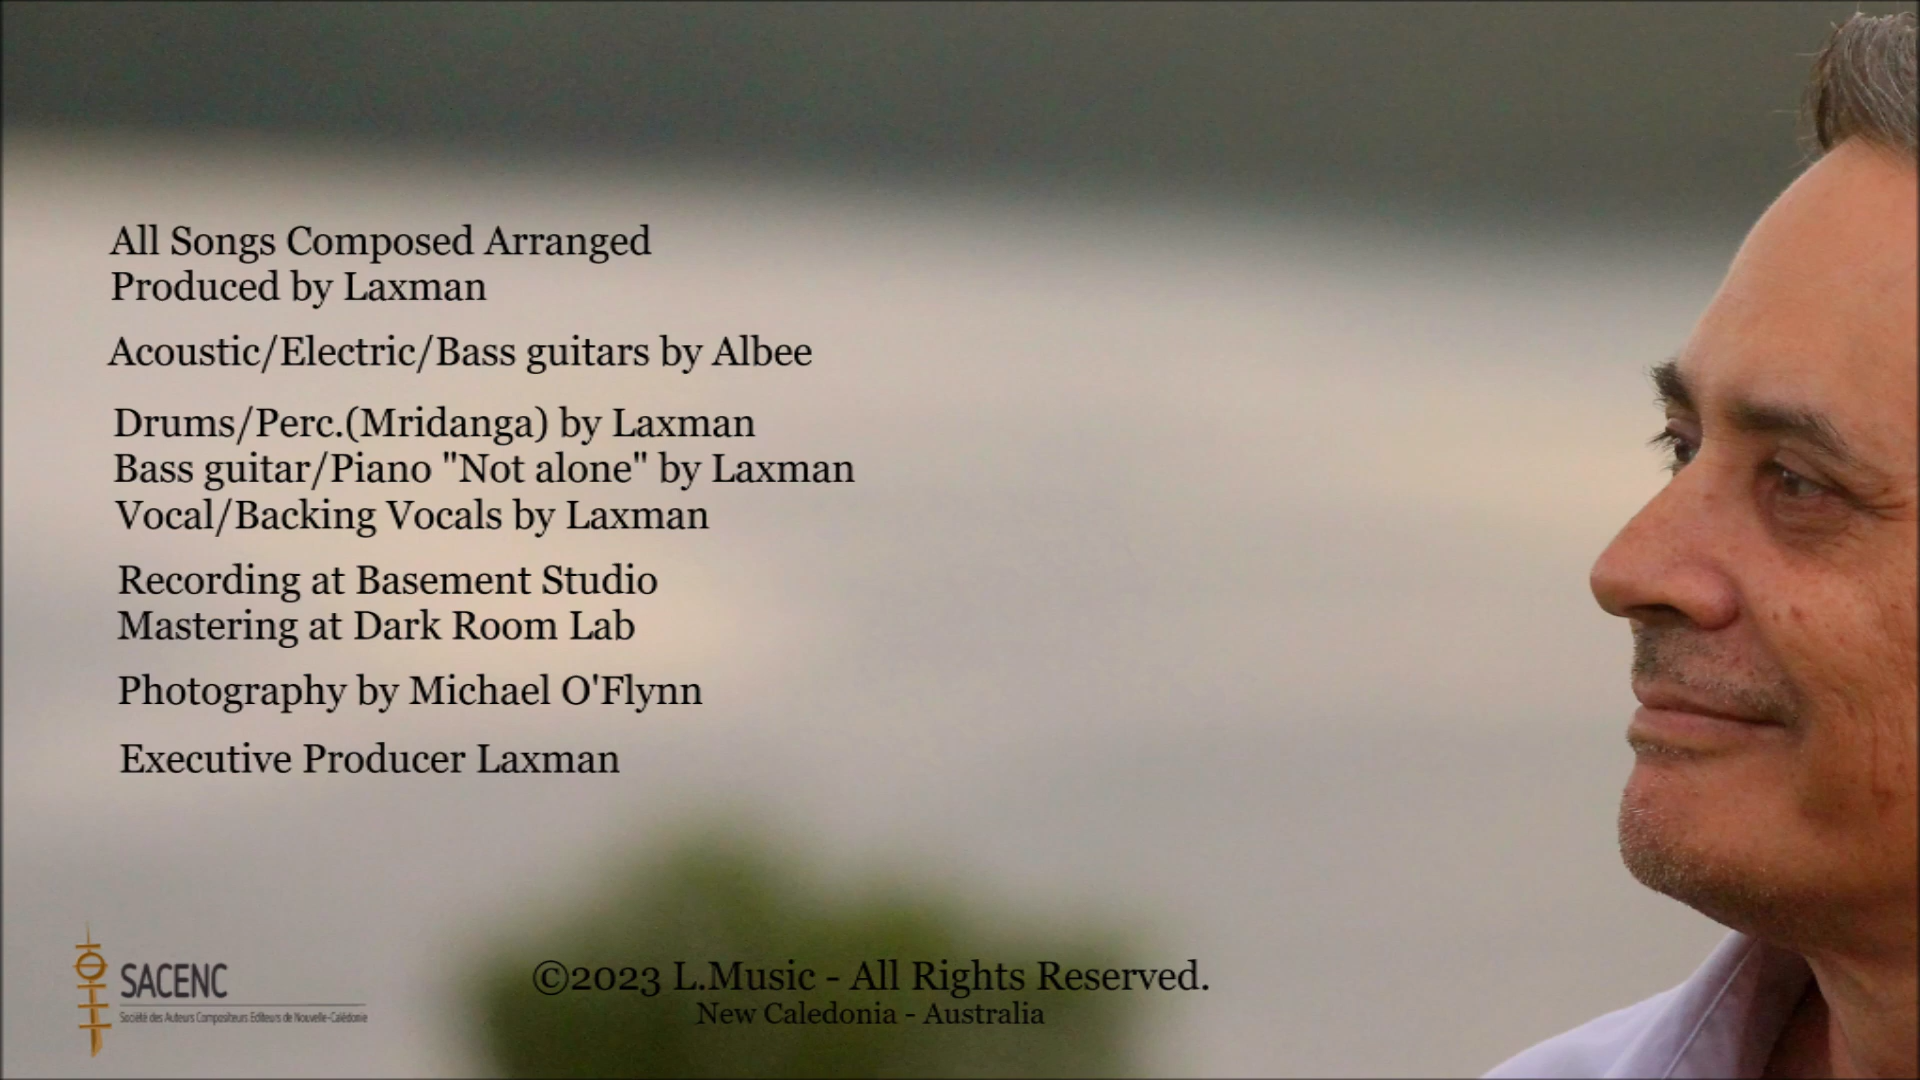 All Songs Composed Arranged
Produced by Laxman
Acoustic/Electric/Bass guitars by Albee
Drums/Perc.(Mridanga) by Laxman
Bass guitar/Piano "Not alone" by Laxman
Vocal/Backing Vocals by Laxman
Recording at Basement Studio
Mastering at Dark Room Lab
Photography by Michael O'Flynn
Executive Producer Laxman
SACENC
Société des Auteurs Compositeurs Editeurs de Nouvelle-Calédonie
©2023 L.Music - All Rights Reserved.
New Caledonia - Australia